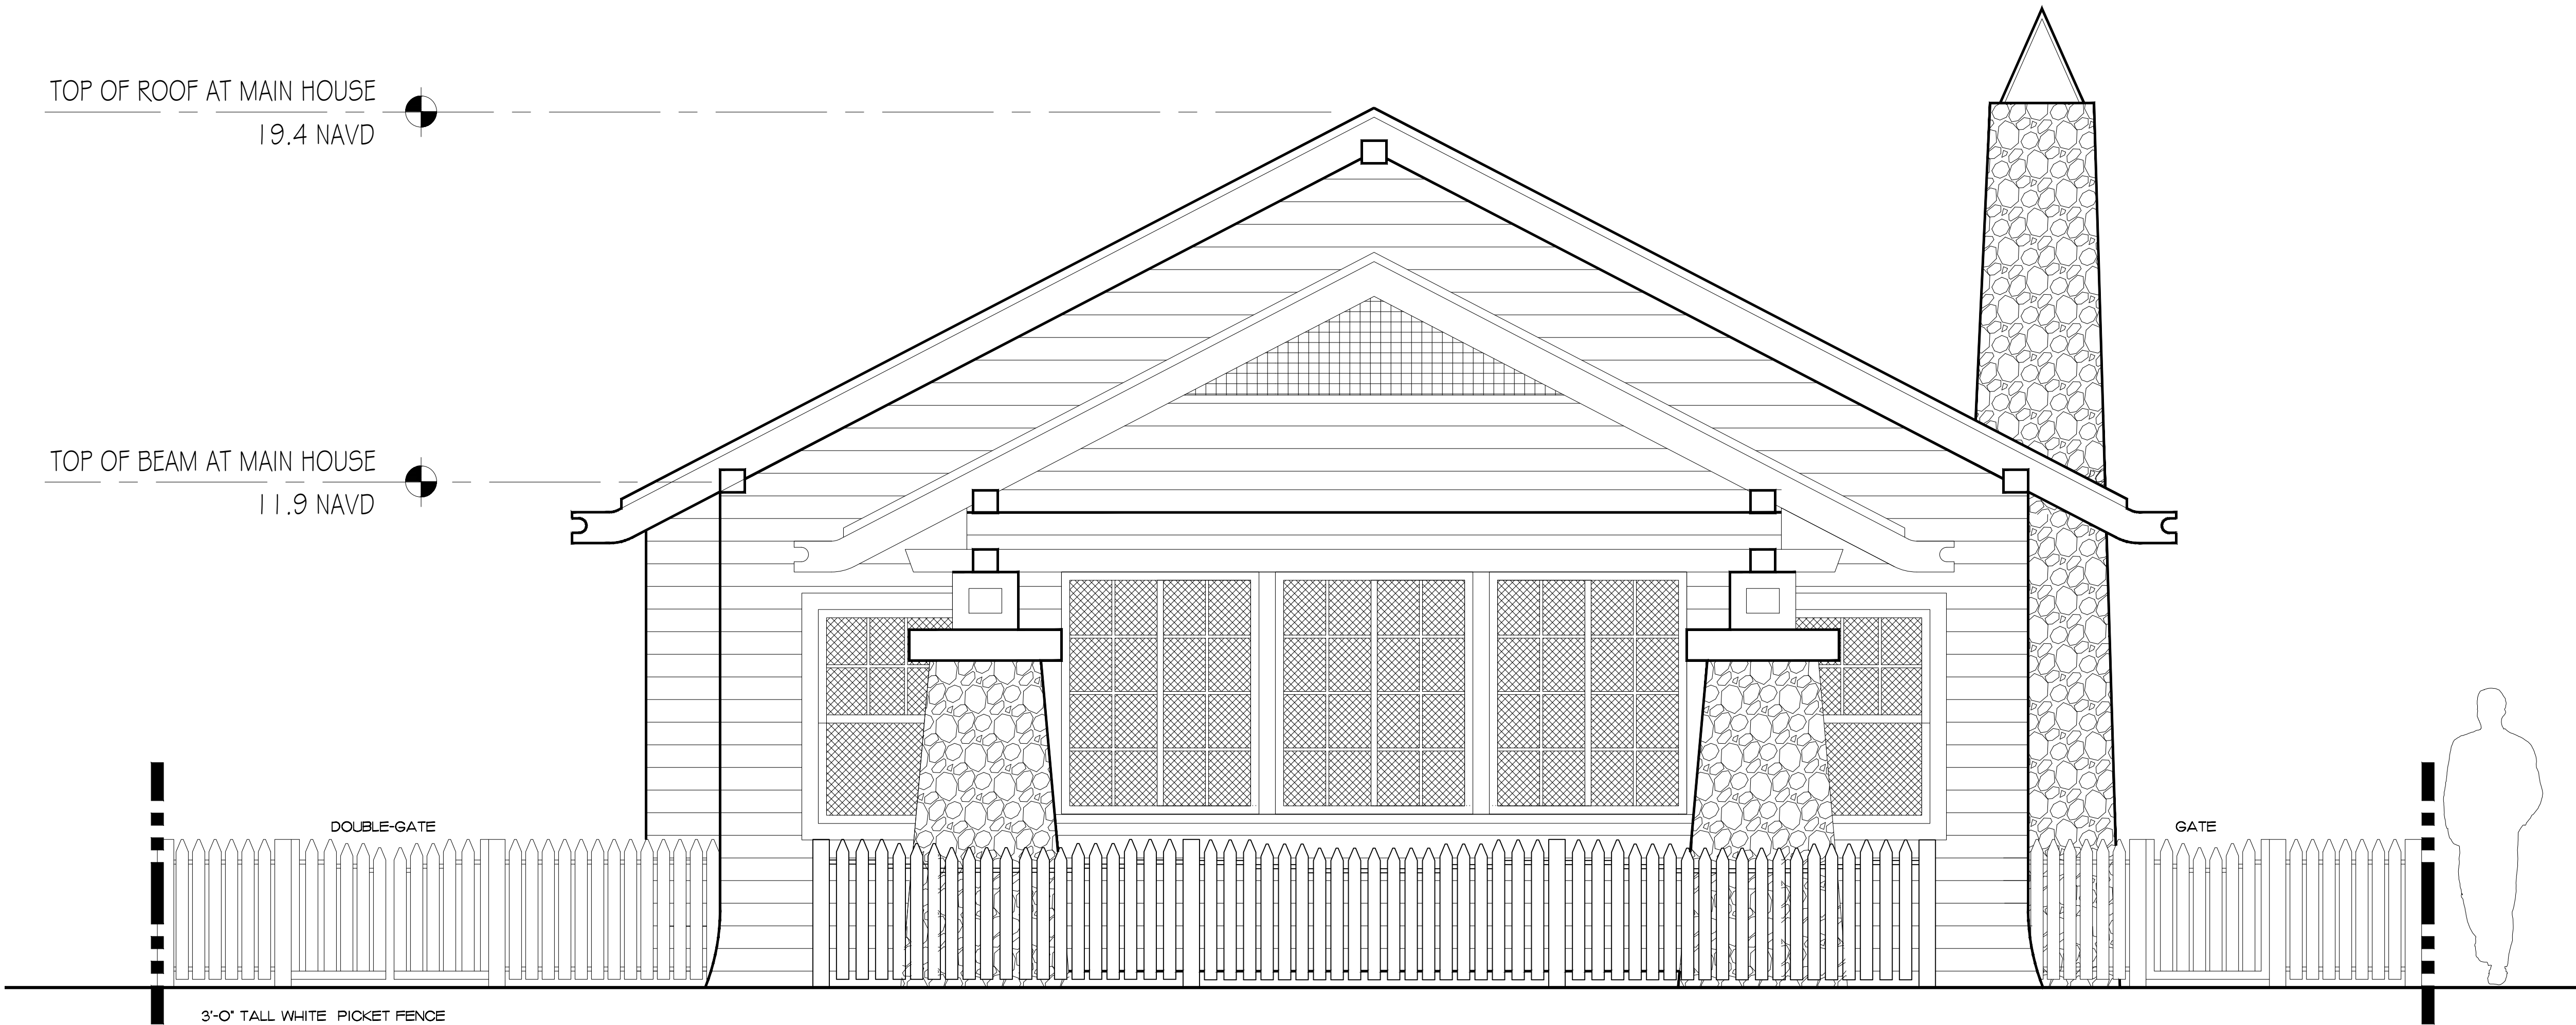 TOP OF ROOF AT MAIN HOUSE
19.4 NAVD
TOP OF BEAM AT MAIN HOUSE
11.9 NAVD
DOUBLE-GATE
GATE
3'-0" TALL WHITE PICKET FENCE